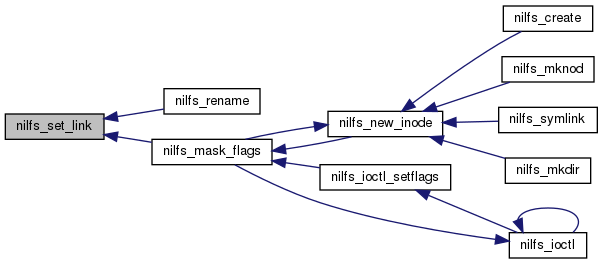 nilfs_create
nilfs_mknod
nilfs_rename
nilfs_symlink
nilfs_new_inode
nilfs_set_link
nilfs_mask_flags
nilfs_mkdir
nilfs_ioctl_setflags
nilfs_ioctl